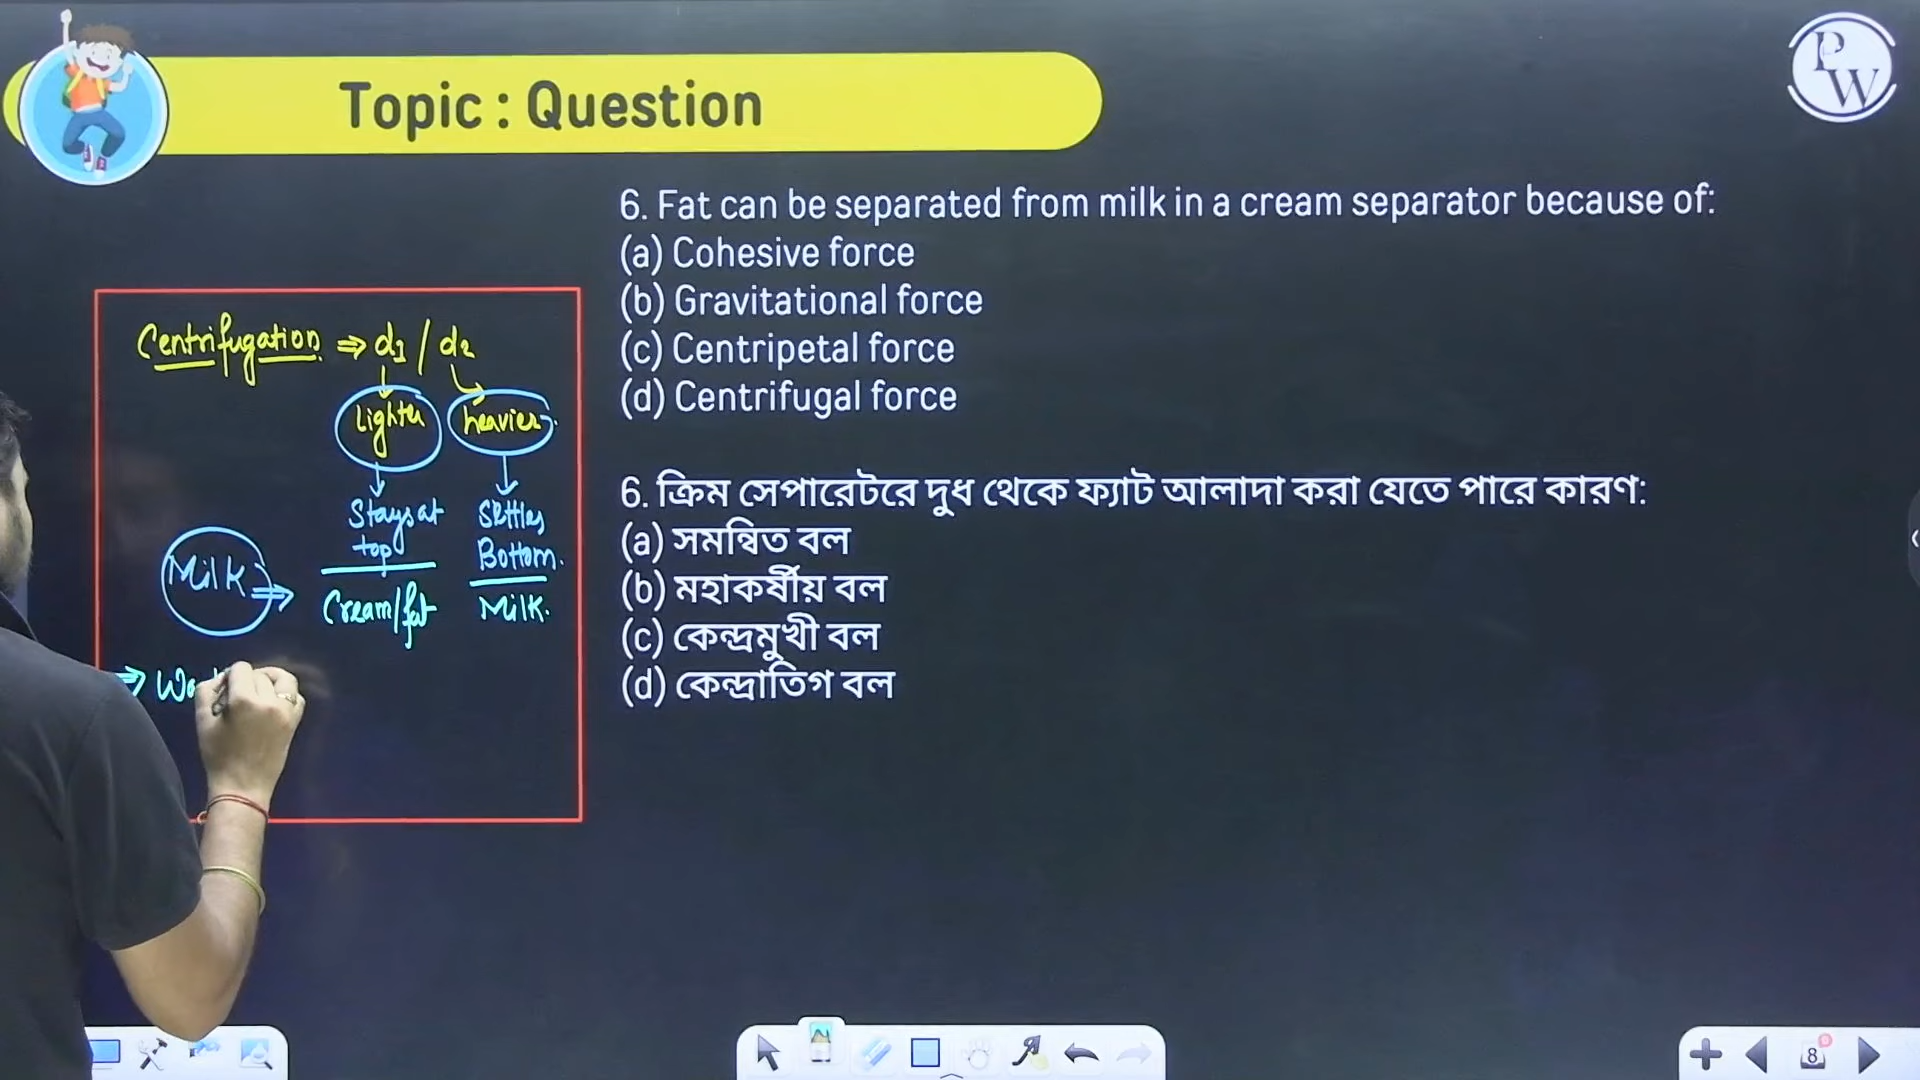 PW
Topic : Question
6. Fat can be separated from milk in a cream separator because of:
(a) Cohesive force
(b) Gravitational force
(c) Centripetal force
(d) Centrifugal force
6. ক্রিম সেপারেটরে দুধ থেকে ফ্যাট আলাদা করা যেতে পারে কারণ:
(a) সমন্বিত বল
(b) মহাকর্ষীয় বল
(c) কেন্দ্রমুখী বল
(d) কেন্দ্রাতিগ বল
Centrifugation ⇒ d1 / d2
lighter heavier
Stays at Settles
top Bottom.
Milk ⇒ Cream/fat Milk.
8